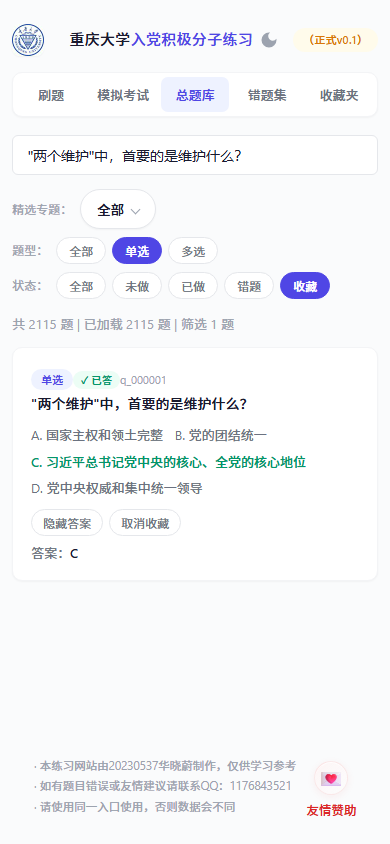 重庆大学入党积极分子练习 (正式v0.1)
刷题 模拟考试 总题库 错题集 收藏夹
"两个维护"中，首要的是维护什么？
精选专题： 全部
题型： 全部 单选 多选
状态： 全部 未做 已做 错题 收藏
共 2115 题 | 已加载 2115 题 | 筛选 1 题
单选 ✓ 已答 q_000001
"两个维护"中，首要的是维护什么？
A. 国家主权和领土完整 B. 党的团结统一
C. 习近平总书记党中央的核心、全党的核心地位
D. 党中央权威和集中统一领导
隐藏答案 取消收藏
答案：C
· 本练习网站由20230537华晓蔚制作，仅供学习参考
· 如有题目错误或友情建议请联系QQ：1176843521
· 请使用同一入口使用，否则数据会不同
友情赞助